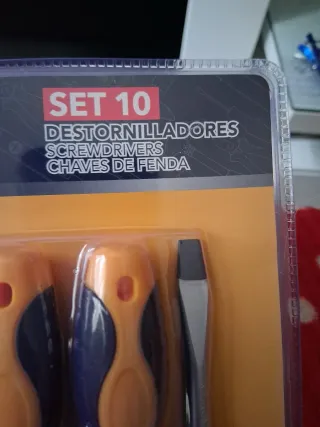 SET 10
DESTORNILLADORES
SCREWDRIVERS
CHAVES DE FENDA